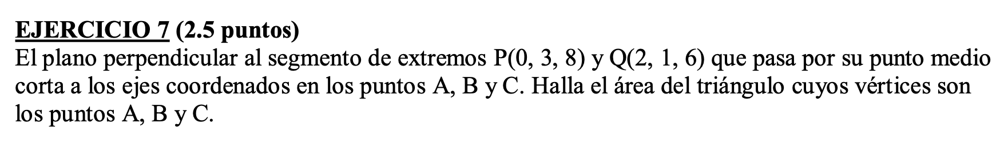 EJERCICIO 7 (2.5 puntos)
El plano perpendicular al segmento de extremos P(0, 3, 8) y Q(2, 1, 6) que pasa por su punto medio
corta a los ejes coordenados en los puntos A, B y C. Halla el área del triángulo cuyos vértices son
los puntos A, B y C.